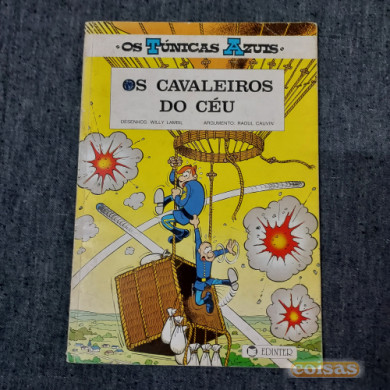 OS TÚNICAS AZUIS
OS CAVALEIROS
DO CÉU
DESENHOS: WILLY LAMBIL ARGUMENTO: RAOUL CAUVIN
EDINTER
coisas